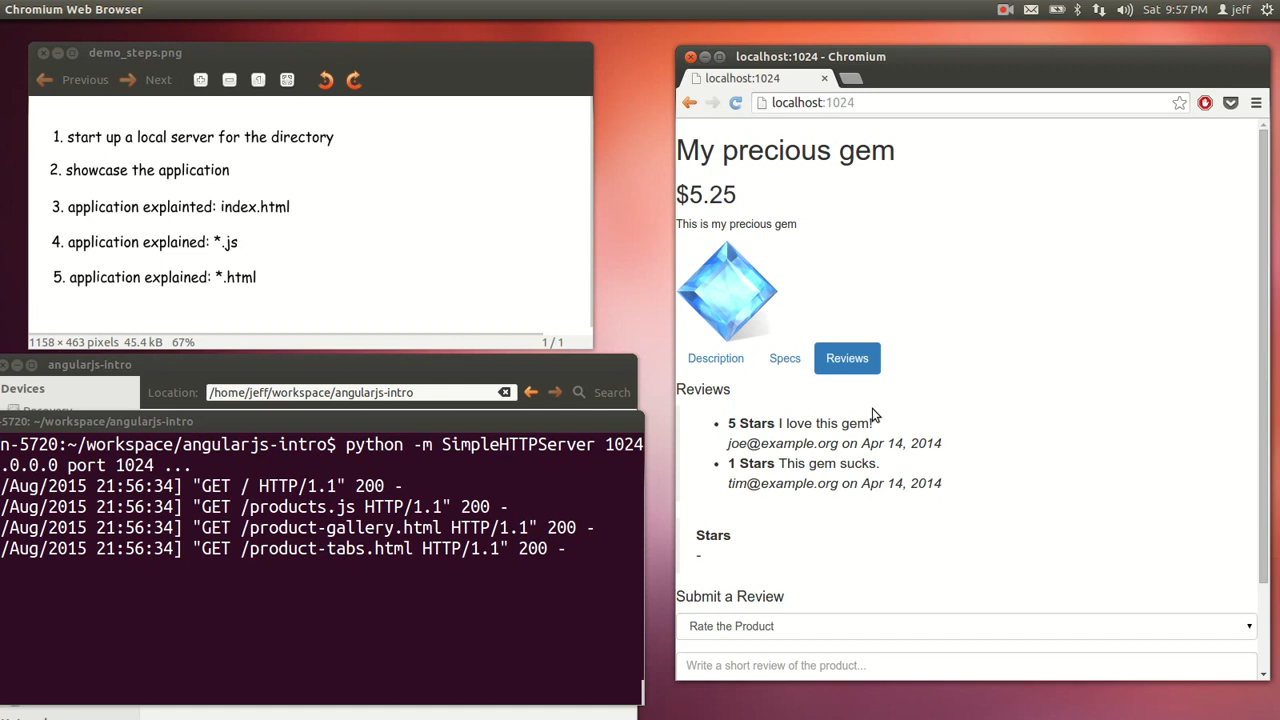 Chromium Web Browser
Sat 9:57 PM jeff
demo_steps.png
Previous Next
1. start up a local server for the directory
2. showcase the application
3. application explainted: index.html
4. application explained: *.js
5. application explained: *.html
1158 × 463 pixels 45.4 kB 67% 1 / 1
angularjs-intro
Devices
Location: /home/jeff/workspace/angularjs-intro Search
-5720: ~/workspace/angularjs-intro
n-5720:~/workspace/angularjs-intro$ python -m SimpleHTTPServer 1024
.0.0.0 port 1024 ...
/Aug/2015 21:56:34] "GET / HTTP/1.1" 200 -
/Aug/2015 21:56:34] "GET /products.js HTTP/1.1" 200 -
/Aug/2015 21:56:34] "GET /product-gallery.html HTTP/1.1" 200 -
/Aug/2015 21:56:34] "GET /product-tabs.html HTTP/1.1" 200 -
localhost:1024 - Chromium
localhost:1024
localhost:1024
My precious gem
$5.25
This is my precious gem
Description Specs Reviews
Reviews
• 5 Stars I love this gem!
joe@example.org on Apr 14, 2014
• 1 Stars This gem sucks.
tim@example.org on Apr 14, 2014
Stars
-
Submit a Review
Rate the Product
Write a short review of the product...